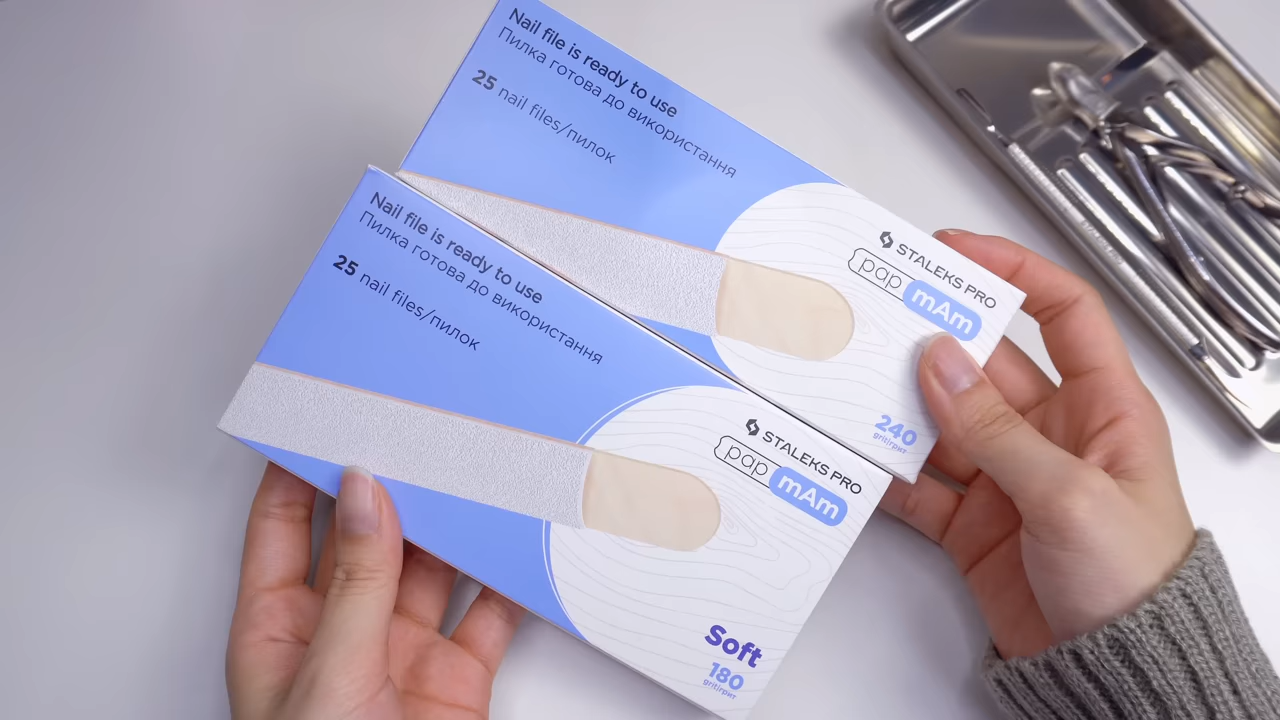 Nail file is ready to use
Пилка готова до використання
25 nail files/пилок
STALEKS PRO
pap mAm
240
grit/грит
Nail file is ready to use
Пилка готова до використання
25 nail files/пилок
STALEKS PRO
pap mAm
Soft
180
grit/грит